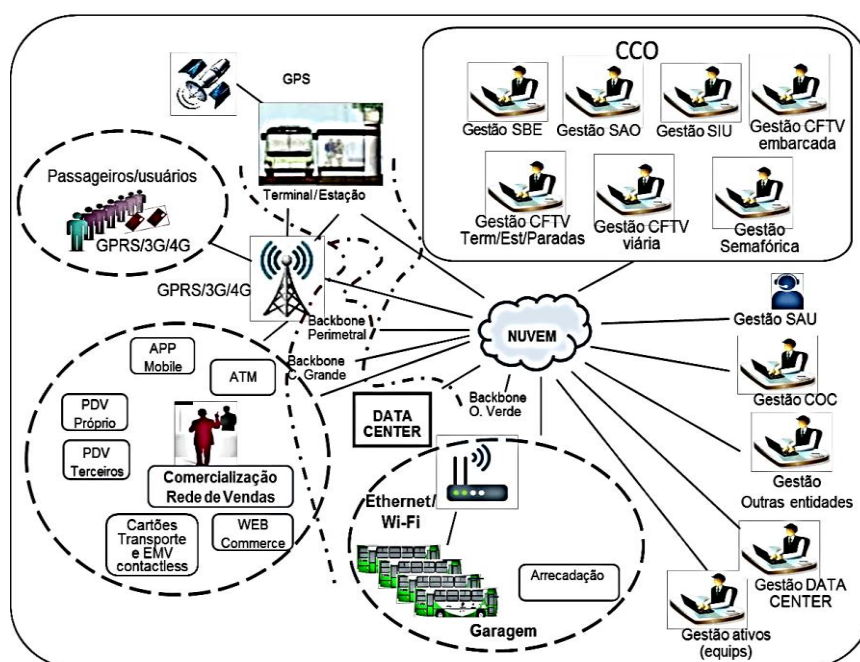 CCO
GPS
Gestão SBE
Gestão SAO
Gestão SIU
Gestão CFTV
embarcada
Gestão CFTV
Term/Est/Paradas
Gestão CFTV
viária
Gestão
Semafórica
Passageiros/usuários
GPRS/3G/4G
Terminal/Estação
GPRS/3G/4G
Backbone
Perimetral
Backbone
C. Grande
NUVEM
Backbone
O. Verde
DATA
CENTER
Gestão SAU
Gestão COC
Gestão
Outras entidades
Gestão DATA
CENTER
Gestão ativos
(equips)
APP
Mobile
ATM
PDV
Próprio
PDV
Terceiros
Comercialização
Rede de Vendas
Cartões
Transporte
e EMV
contactless
WEB
Commerce
Ethernet/
Wi-Fi
Arrecadação
Garagem